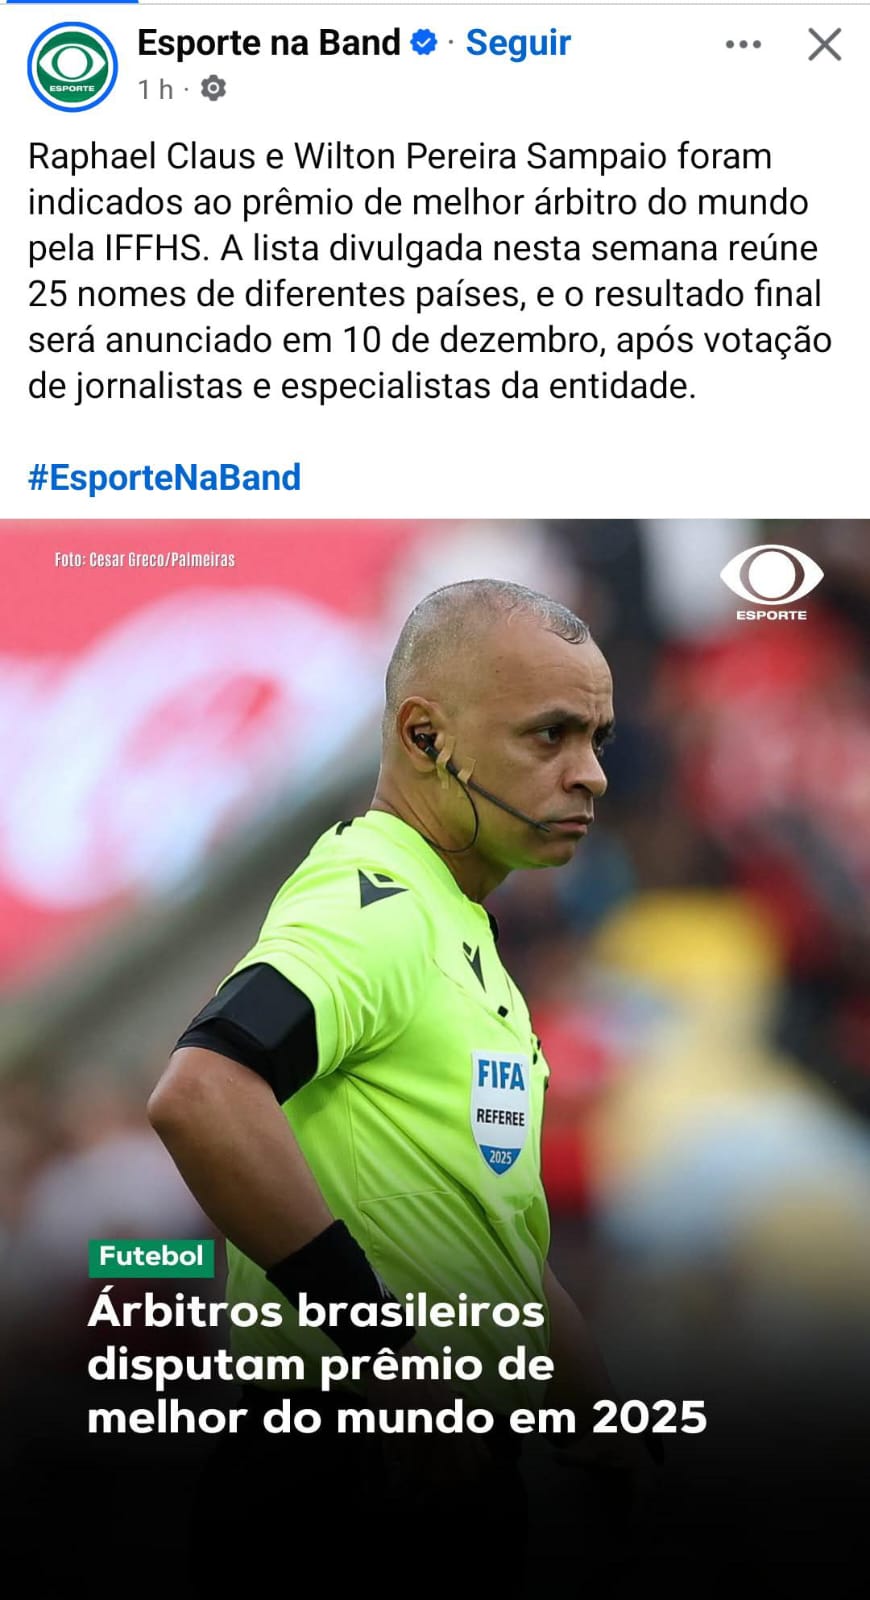 Esporte na Band · Seguir
1 h ·
ESPORTE
Raphael Claus e Wilton Pereira Sampaio foram
indicados ao prêmio de melhor árbitro do mundo
pela IFFHS. A lista divulgada nesta semana reúne
25 nomes de diferentes países, e o resultado final
será anunciado em 10 de dezembro, após votação
de jornalistas e especialistas da entidade.
#EsporteNaBand
Foto: Cesar Greco/Palmeiras
ESPORTE
FIFA
REFEREE
2025
Futebol
Árbitros brasileiros
disputam prêmio de
melhor do mundo em 2025